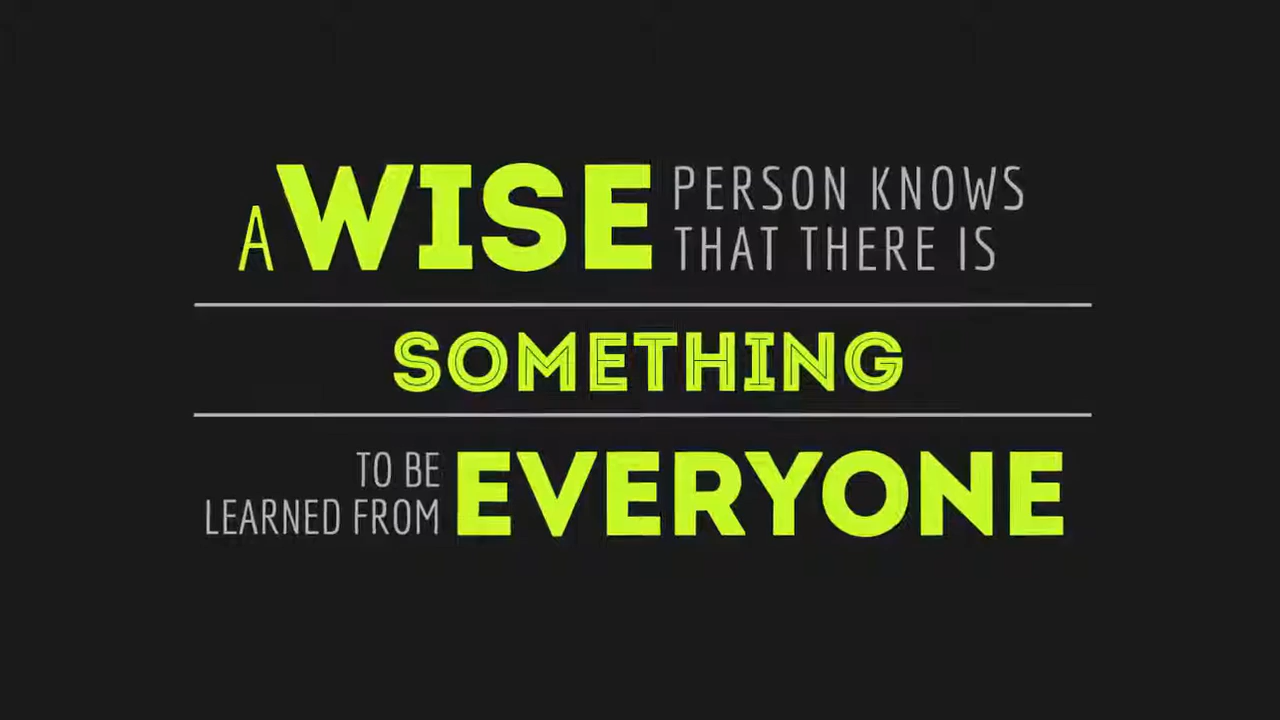 A WISE PERSON KNOWS
THAT THERE IS
SOMETHING
TO BE
LEARNED FROM EVERYONE